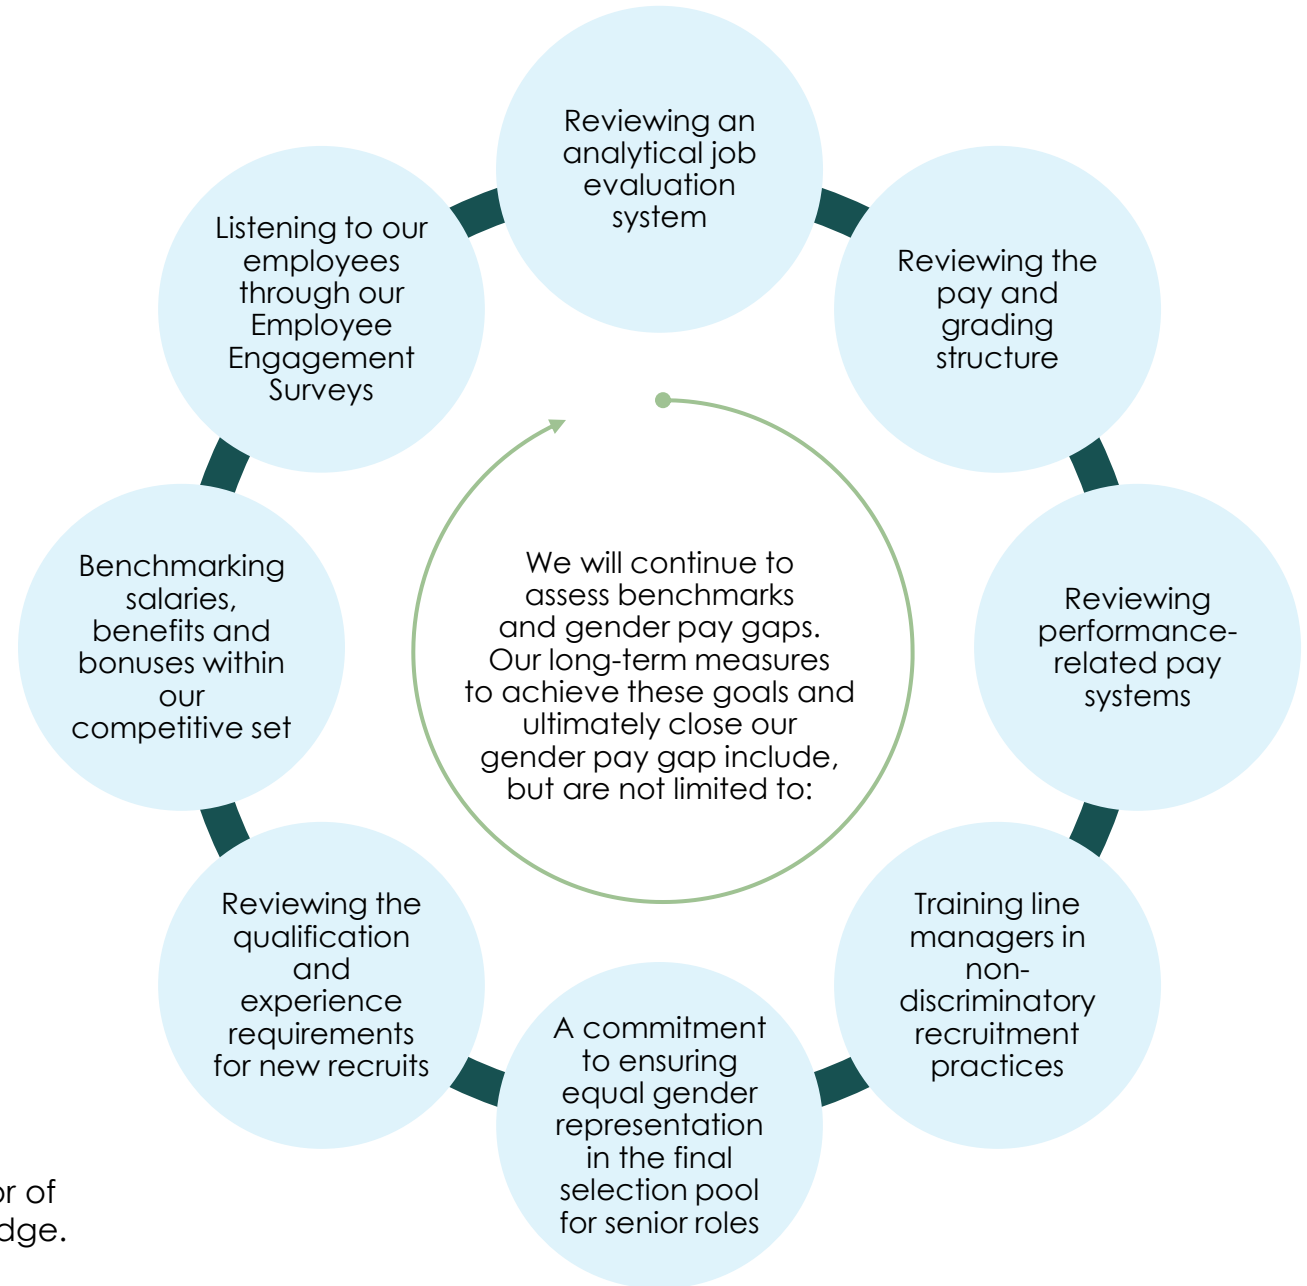 Reviewing an
analytical job
evaluation
system
Reviewing the
pay and
grading
structure
Reviewing
performance-
related pay
systems
Training line
managers in
non-
discriminatory
recruitment
practices
A commitment
to ensuring
equal gender
representation
in the final
selection pool
for senior roles
Reviewing the
qualification
and
experience
requirements
for new recruits
Benchmarking
salaries,
benefits and
bonuses within
our
competitive set
Listening to our
employees
through our
Employee
Engagement
Surveys
We will continue to
assess benchmarks
and gender pay gaps.
Our long-term measures
to achieve these goals and
ultimately close our
gender pay gap include,
but are not limited to:
of